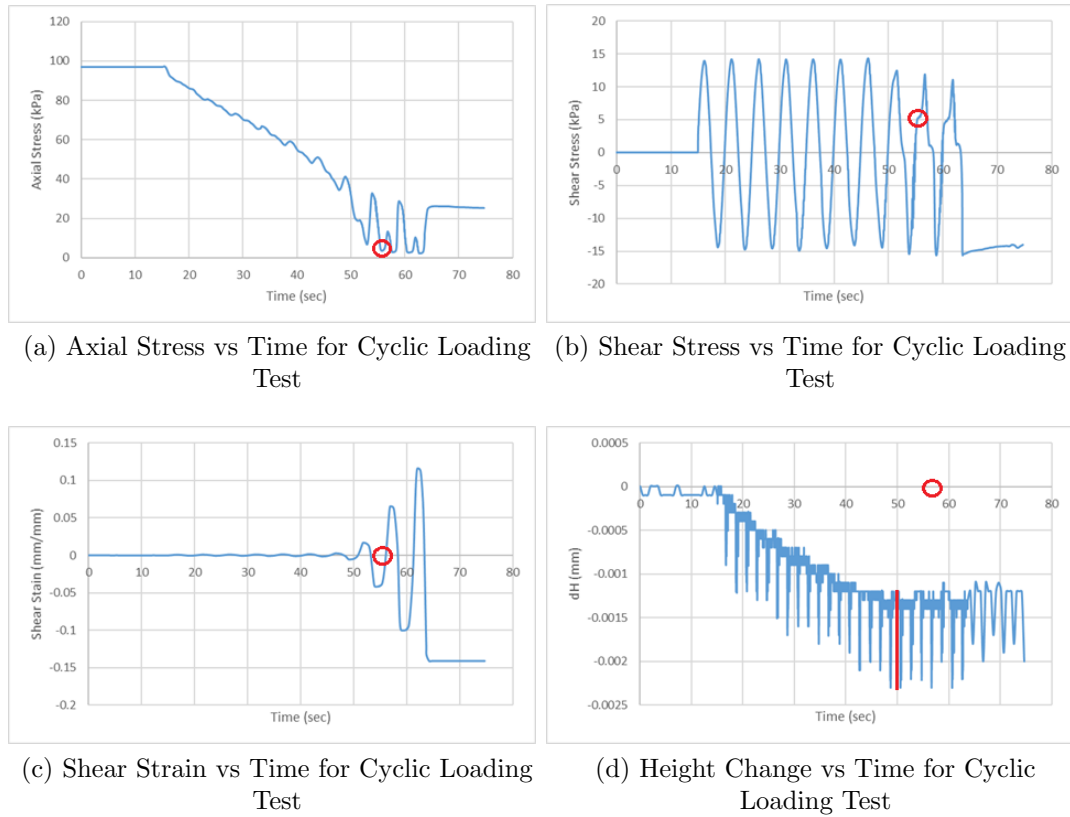 120
100
80
60
40
20
0
Axial Stress (kPa)
0 10 20 30 40 50 60 70 80
Time (sec)
20
15
10
5
0
-5
-10
-15
-20
Shear Stress (kPa)
0 10 20 30 40 50 60 70 80
Time (sec)
(a) Axial Stress vs Time for Cyclic Loading
Test
(b) Shear Stress vs Time for Cyclic Loading
Test
0.15
0.1
0.05
0
-0.05
-0.1
-0.15
-0.2
Shear Stain (mm/mm)
0 10 20 30 40 50 60 70 80
Time (sec)
0.0005
0
-0.0005
-0.001
-0.0015
-0.002
-0.0025
dH (mm)
0 10 20 30 40 50 60 70 80
Time (sec)
(c) Shear Strain vs Time for Cyclic Loading
Test
(d) Height Change vs Time for Cyclic
Loading Test